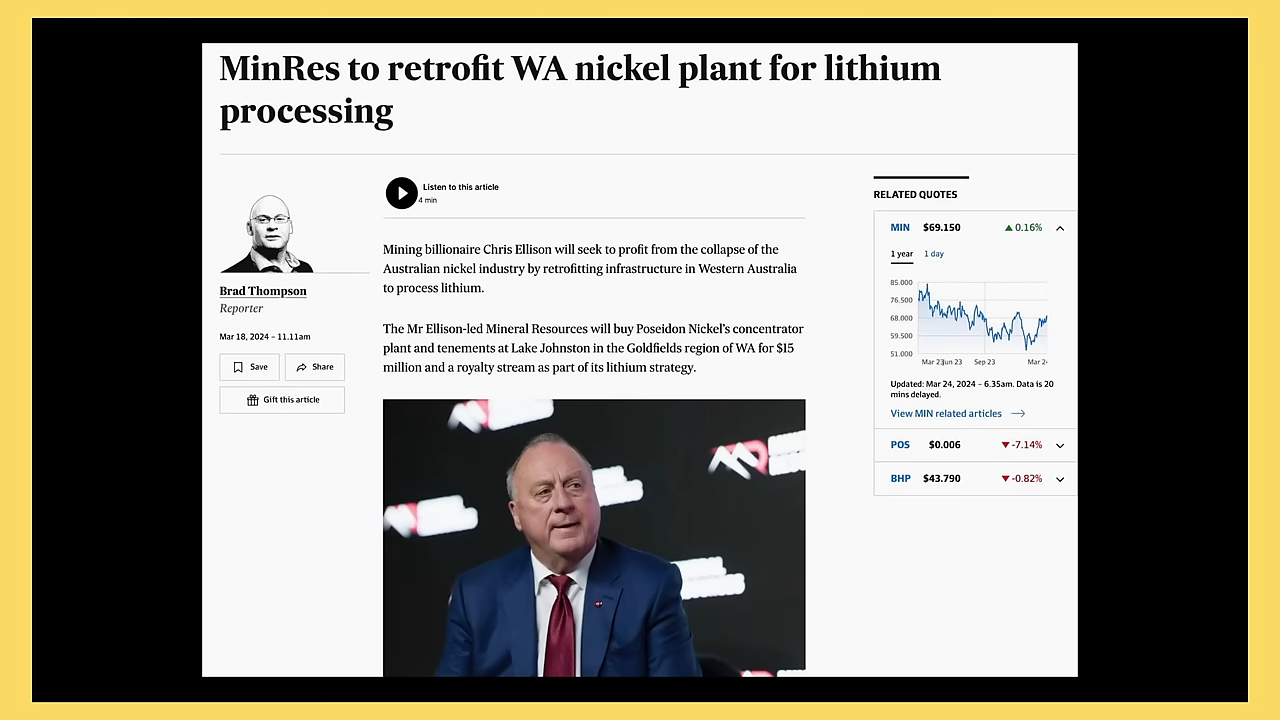 MinRes to retrofit WA nickel plant for lithium
processing
Brad Thompson
Reporter
Mar 18, 2024 – 11.11am
Save
Share
Gift this article
Listen to this article
4 min
Mining billionaire Chris Ellison will seek to profit from the collapse of the
Australian nickel industry by retrofitting infrastructure in Western Australia
to process lithium.
The Mr Ellison-led Mineral Resources will buy Poseidon Nickel's concentrator
plant and tenements at Lake Johnston in the Goldfields region of WA for $15
million and a royalty stream as part of its lithium strategy.
RELATED QUOTES
MIN $69.150 ▲ 0.16%
1 year 1 day
85.000
76.500
68.000
59.500
51.000
Mar 23 Jun 23 Sep 23 Mar 24
Updated: Mar 24, 2024 – 6.35am. Data is 20
mins delayed.
View MIN related articles →
POS $0.006 ▼ -7.14%
BHP $43.790 ▼ -0.82%